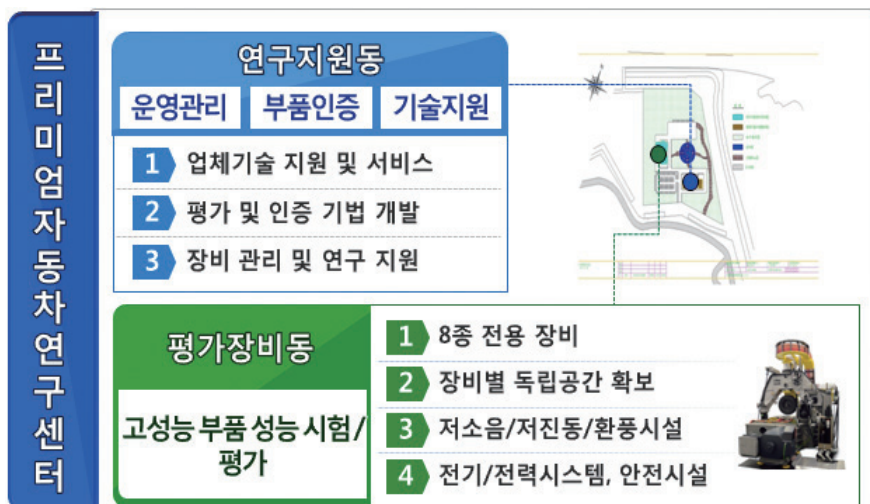 프리미엄자동차연구센터
연구지원동
운영관리 부품인증 기술지원
1 업체기술 지원 및 서비스
2 평가 및 인증 기법 개발
3 장비 관리 및 연구 지원
평가장비동
고성능 부품 성능 시험/
평가
1 8종 전용 장비
2 장비별 독립공간 확보
3 저소음/저진동/환풍시설
4 전기/전력시스템, 안전시설